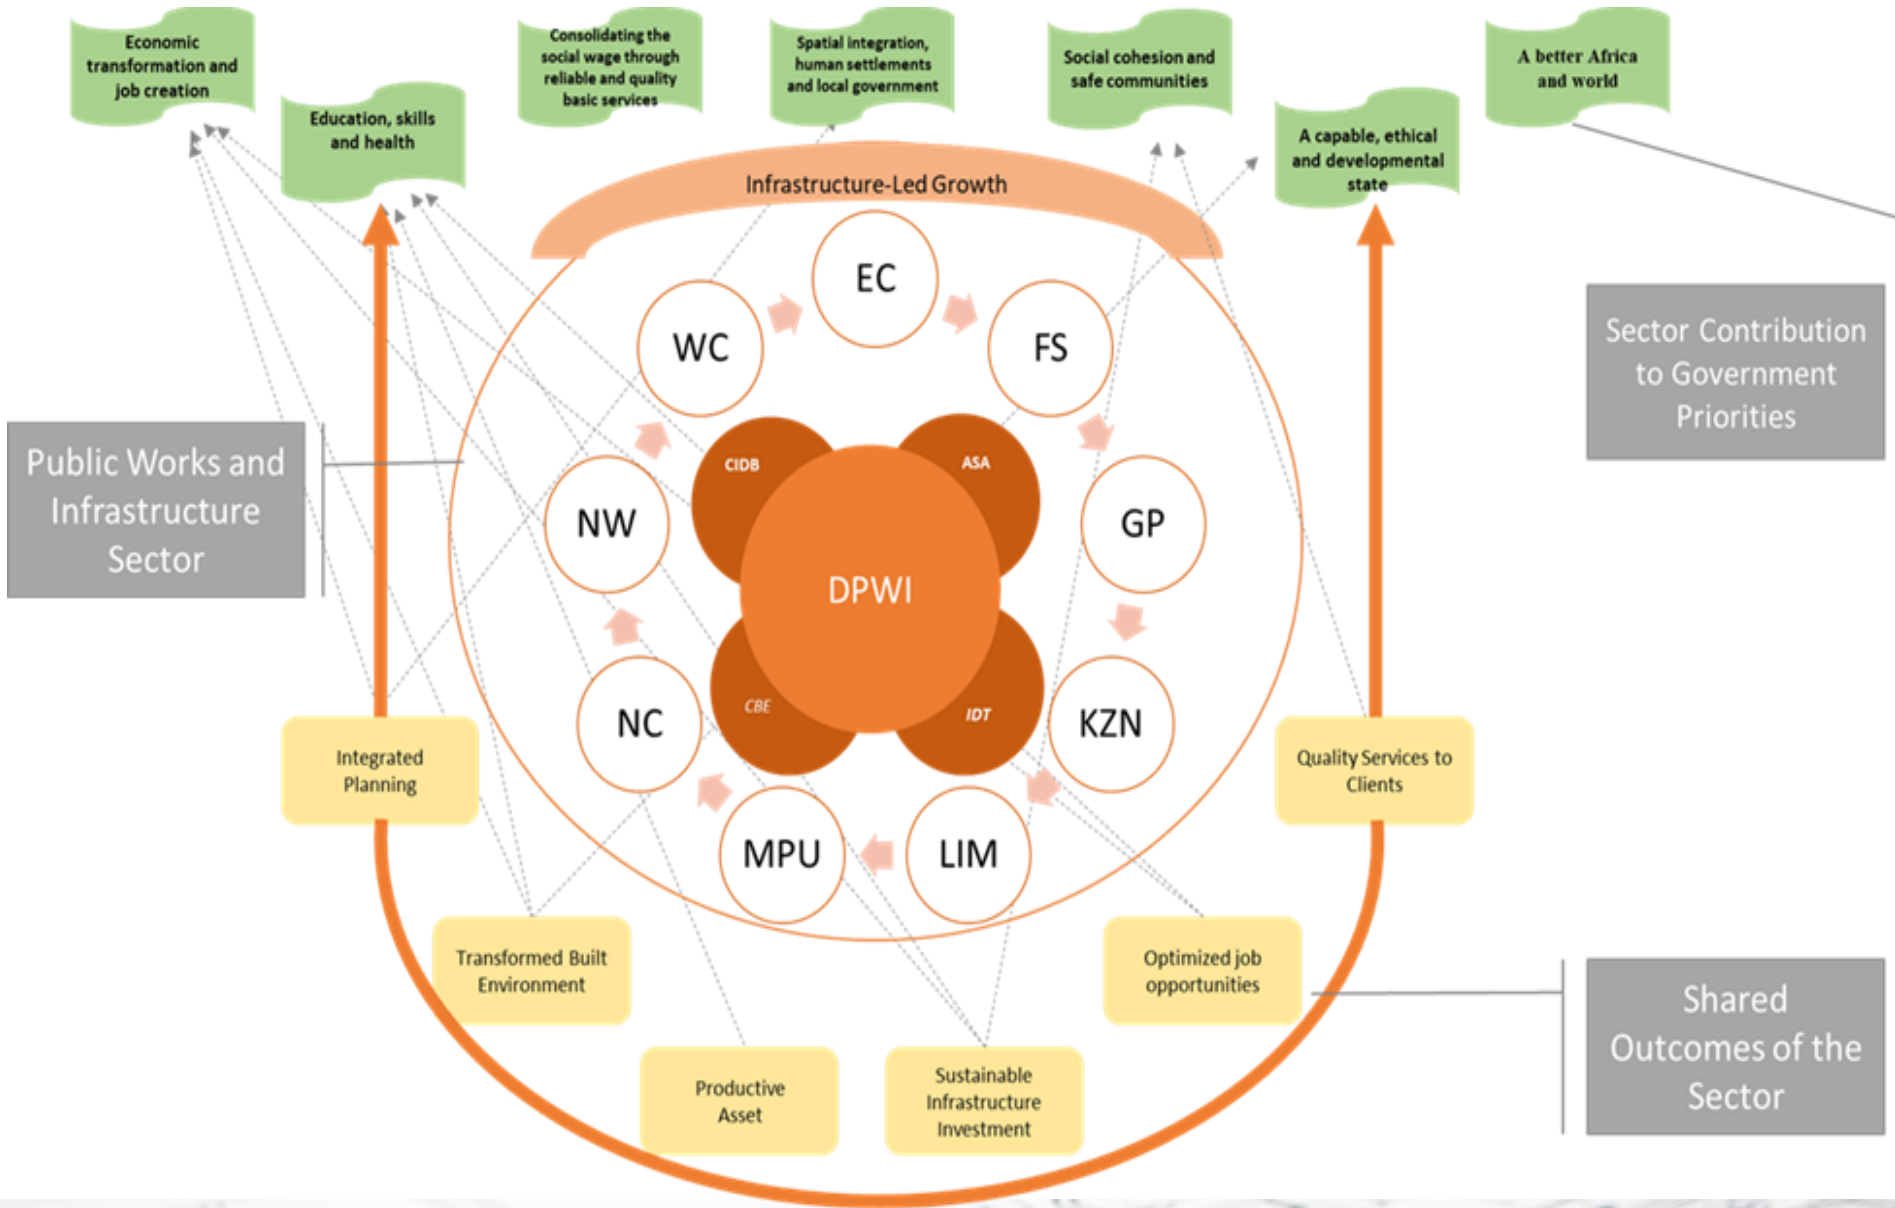 Economic
transformation and
job creation
Education, skills
and health
Consolidating the
social wage through
reliable and quality
basic services
Spatial integration,
human settlements
and local government
Social cohesion and
safe communities
A capable, ethical
and developmental
state
A better Africa
and world
Infrastructure-Led Growth
EC
WC
FS
NW
GP
NC
KZN
MPU
LIM
CIDB
ASA
DPWI
CBE
IDT
Public Works and
Infrastructure
Sector
Sector Contribution
to Government
Priorities
Integrated
Planning
Quality Services to
Clients
Transformed Built
Environment
Optimized job
opportunities
Productive
Asset
Sustainable
Infrastructure
Investment
Shared
Outcomes of the
Sector